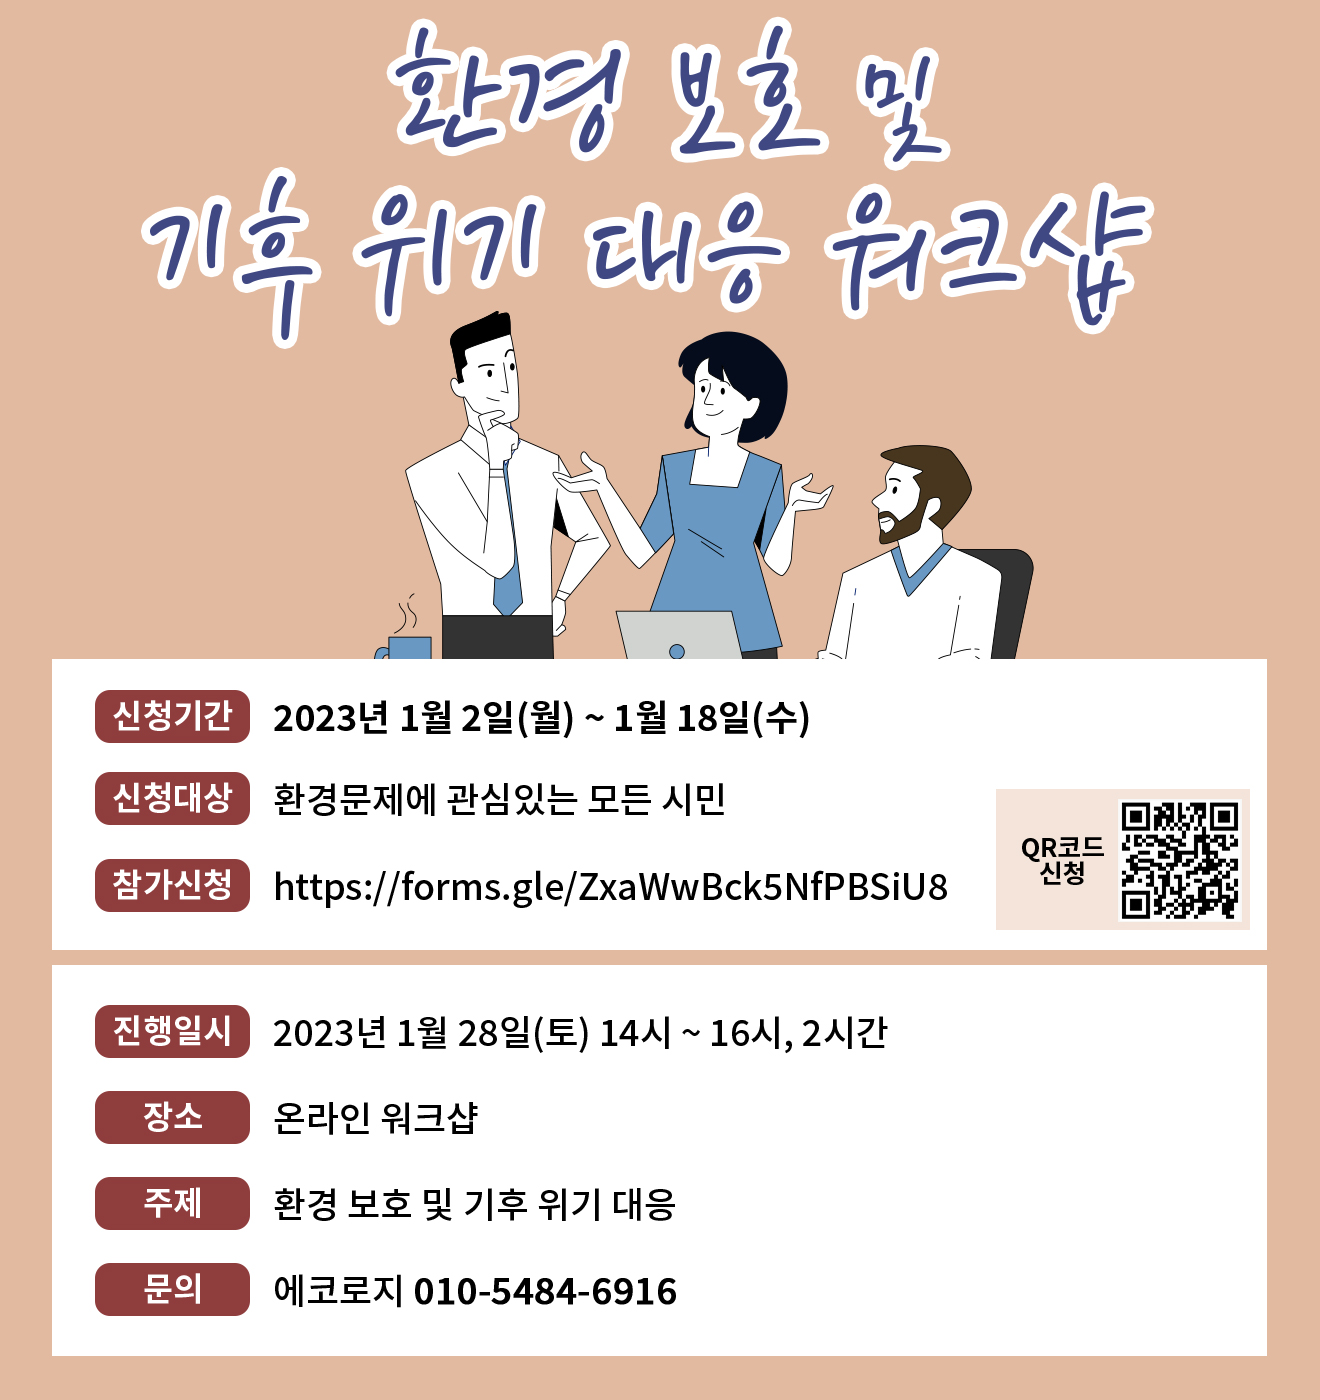 환경 보호 및
기후 위기 대응 워크샵
신청기간 2023년 1월 2일(월) ~ 1월 18일(수)
신청대상 환경문제에 관심있는 모든 시민
참가신청 https://forms.gle/ZxaWwBck5NfPBSiU8
QR코드
신청
진행일시 2023년 1월 28일(토) 14시 ~ 16시, 2시간
장소 온라인 워크샵
주제 환경 보호 및 기후 위기 대응
문의 에코로지 010-5484-6916